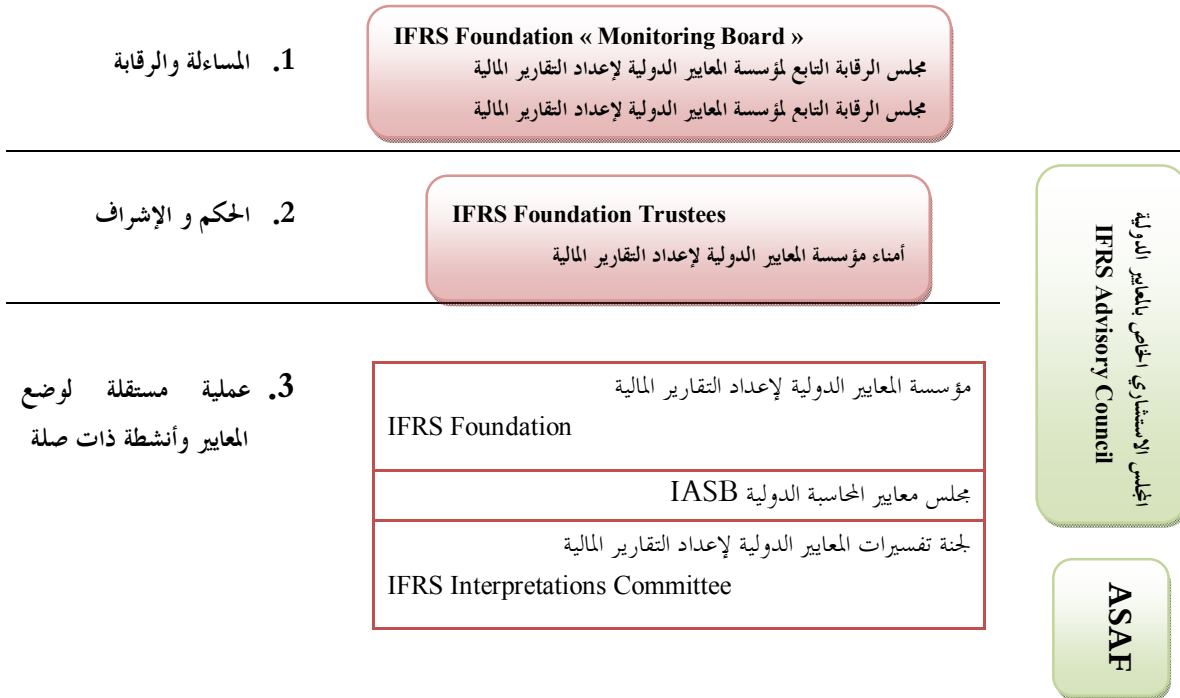 1. المساءلة والرقابة
IFRS Foundation « Monitoring Board »
مجلس الرقابة التابع لمؤسسة المعايير الدولية لإعداد التقارير المالية
مجلس الرقابة التابع لمؤسسة المعايير الدولية لإعداد التقارير المالية
2. الحكم و الإشراف
IFRS Foundation Trustees
أمناء مؤسسة المعايير الدولية لإعداد التقارير المالية
3. عملية مستقلة لوضع
المعايير وأنشطة ذات صلة
مؤسسة المعايير الدولية لإعداد التقارير المالية
IFRS Foundation
مجلس معايير المحاسبة الدولية IASB
لجنة تفسيرات المعايير الدولية لإعداد التقارير المالية
IFRS Interpretations Committee
المجلس الاستشاري الخاص بالمعايير الدولية
IFRS Advisory Council
ASAF